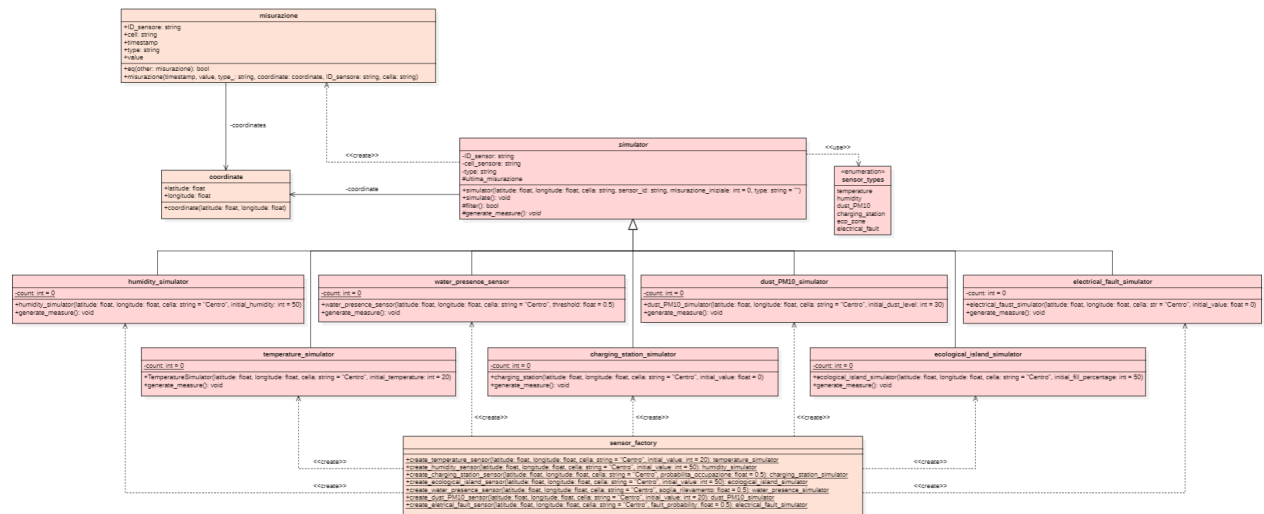 misurazione
+ID_sensore: string
+cell: string
+timestamp
+type: string
+value
+eq(other: misurazione): bool
+misurazione(timestamp, value, type_: string, coordinate: coordinate, ID_sensore: string, cella: string)
-coordinates
<<create>>
coordinate
+latitude: float
+longitude: float
+coordinate(latitude: float, longitude: float)
-coordinate
simulator
-ID_sensor: string
-cell_sensore: string
-type: string
#ultima_misurazione
+simulator(latitude: float, longitude: float, cella: string, sensor_id: string, misurazione_iniziale: int = 0, type: string = "")
+simulate(): void
#filter(): bool
#generate_measure(): void
<<use>>
«enumeration»
sensor_types
temperature
humidity
dust_PM10
charging_station
eco_zone
electrical_fault
humidity_simulator
-count: int = 0
+humidity_simulator(latitude: float, longitude: float, cella: string = "Centro", initial_humidity: int = 50)
+generate_measure(): void
water_presence_sensor
-count: int = 0
+water_presence_sensor(latitude: float, longitude: float, cella: string = "Centro", threshold: float = 0.5)
+generate_measure(): void
dust_PM10_simulator
-count: int = 0
+dust_PM10_simulator(latitude: float, longitude: float, cella: string = "Centro", initial_dust_level: int = 30)
+generate_measure(): void
electrical_fault_simulator
-count: int = 0
+electrical_faust_simulator(latitude: float, longitude: float, cella: str = "Centro", initial_value: float = 0)
+generate_measure(): void
temperature_simulator
-count: int = 0
+TemperatureSimulator(latitude: float, longitude: float, cella: string = "Centro", initial_temperature: int = 20)
+generate_measure(): void
charging_station_simulator
-count: int = 0
+charging_station(latitude: float, longitude: float, cella: string = "Centro", initial_value: float = 0)
+generate_measure(): void
ecological_island_simulator
-count: int = 0
+ecological_island_simulator(latitude: float, longitude: float, cella: string = "Centro", initial_fill_percentage: int = 50)
+generate_measure(): void
<<create>>
<<create>>
<<create>>
sensor_factory
+create_temperature_sensor(latitude: float, longitude: float, cella: string = "Centro", initial_value: int = 20): temperature_simulator
+create_humidity_sensor(latitude: float, longitude: float, cella: string = "Centro", initial_value: int = 50): humidity_simulator
+create_charging_station_sensor(latitude: float, longitude: float, cella: string = "Centro", probabilita_occupazione: float = 0.5): charging_station_simulator
+create_ecological_island_sensor(latitude: float, longitude: float, cella: string = "Centro", initial_value: int = 50): ecological_island_simulator
+create_water_presence_sensor(latitude: float, longitude: float, cella: string = "Centro", soglia_rilevamento: float = 0.5): water_presence_simulator
+create_dust_PM10_sensor(latitude: float, longitude: float, cella: string = "Centro", initial_value: int = 20): dust_PM10_simulator
+create_eletrical_fault_sensor(latitude: float, longitude: float, cella: string = "Centro", fault_probability: float = 0.5): electrical_fault_simulator
<<create>>
<<create>>
<<create>>
<<create>>